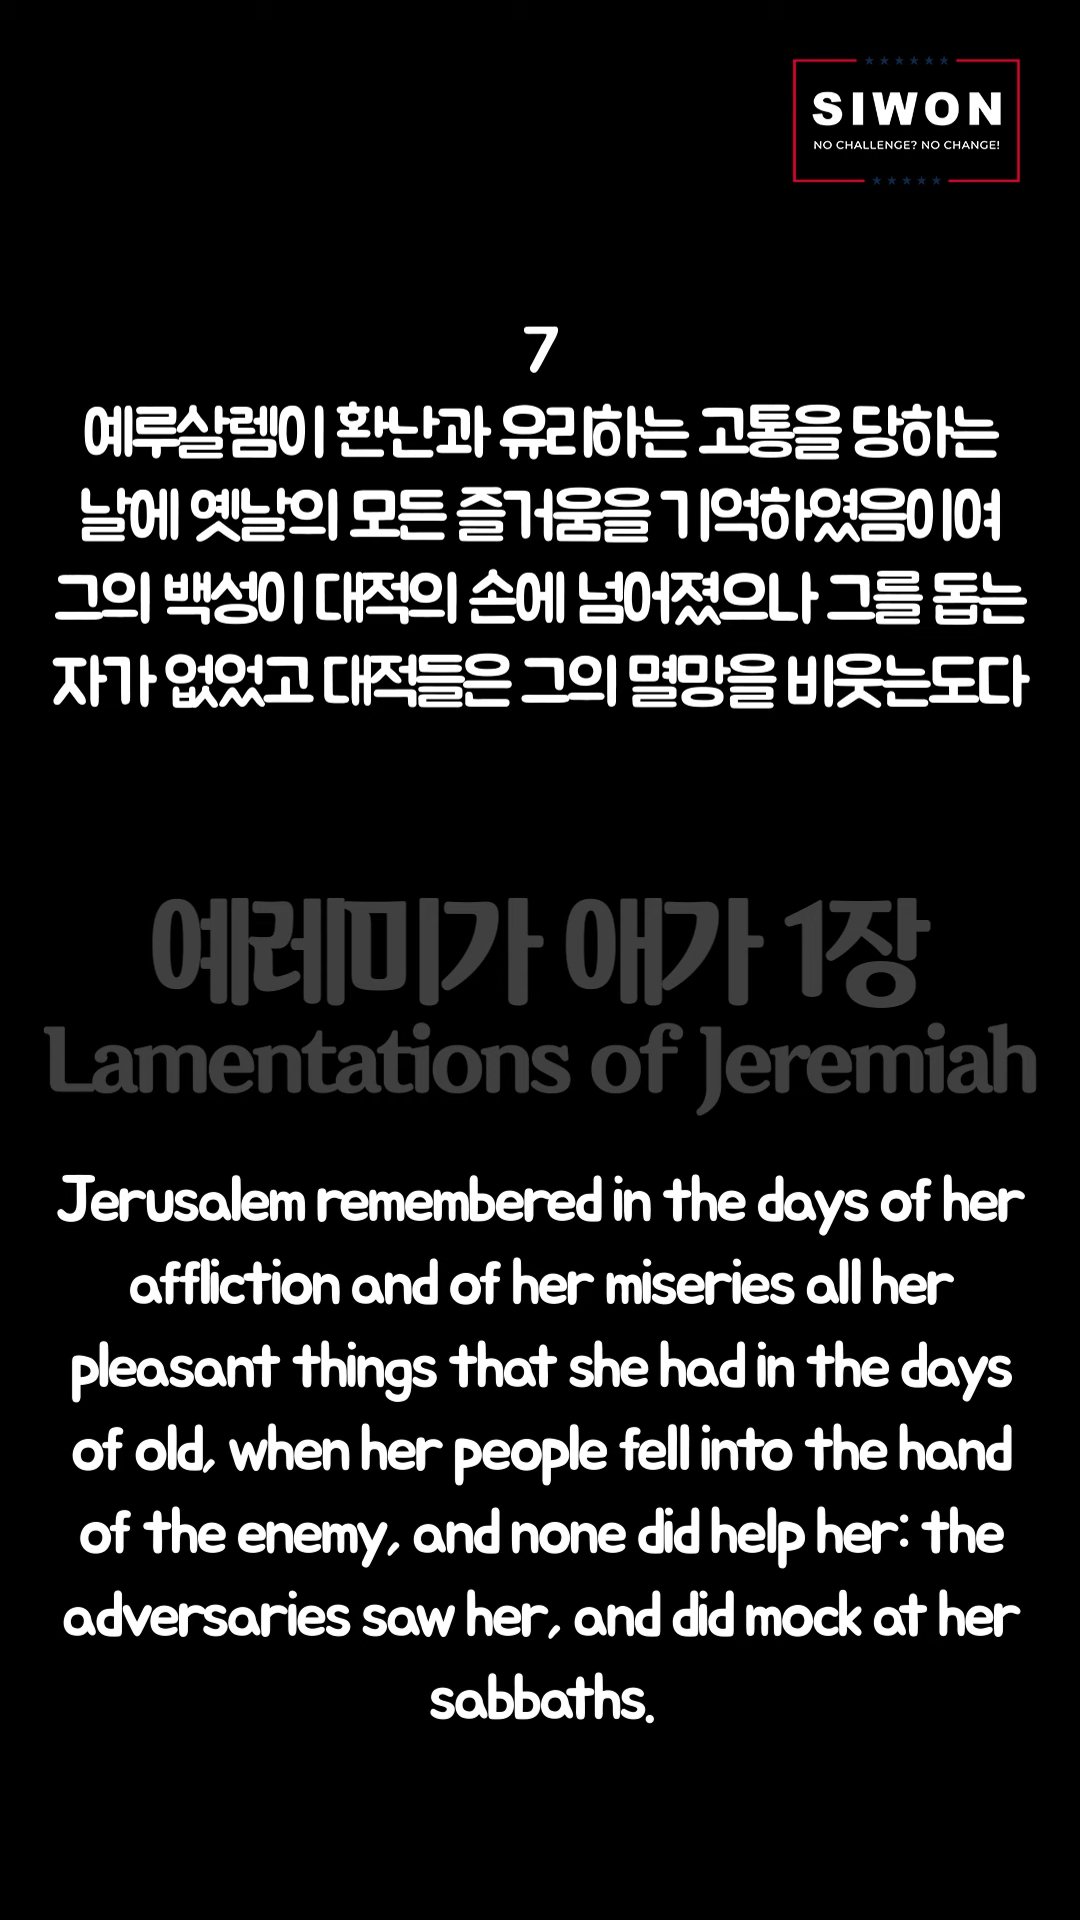 SIWON
NO CHALLENGE? NO CHANGE!
7
예루살렘이 환난과 유리하는 고통을 당하는
날에 옛날의 모든 즐거움을 기억하였음이여
그의 백성이 대적의 손에 넘어졌으나 그를 돕는
자가 없었고 대적들은 그의 멸망을 비웃는도다
예레미가 애가 1장
Lamentations of Jeremiah
Jerusalem remembered in the days of her
affliction and of her miseries all her
pleasant things that she had in the days
of old, when her people fell into the hand
of the enemy, and none did help her: the
adversaries saw her, and did mock at her
sabbaths.